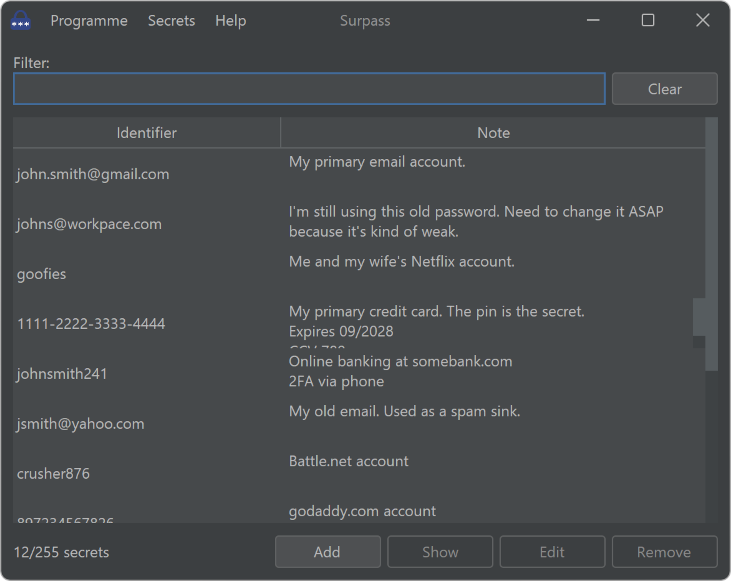 Programme Secrets Help Surpass
Filter:
Clear
Identifier Note
john.smith@gmail.com My primary email account.
johns@workpace.com I'm still using this old password. Need to change it ASAP
because it's kind of weak.
goofies Me and my wife's Netflix account.
1111-2222-3333-4444 My primary credit card. The pin is the secret.
Expires 09/2028
johnsmith241 Online banking at somebank.com
2FA via phone
jsmith@yahoo.com My old email. Used as a spam sink.
crusher876 Battle.net account
godaddy.com account
12/255 secrets Add Show Edit Remove